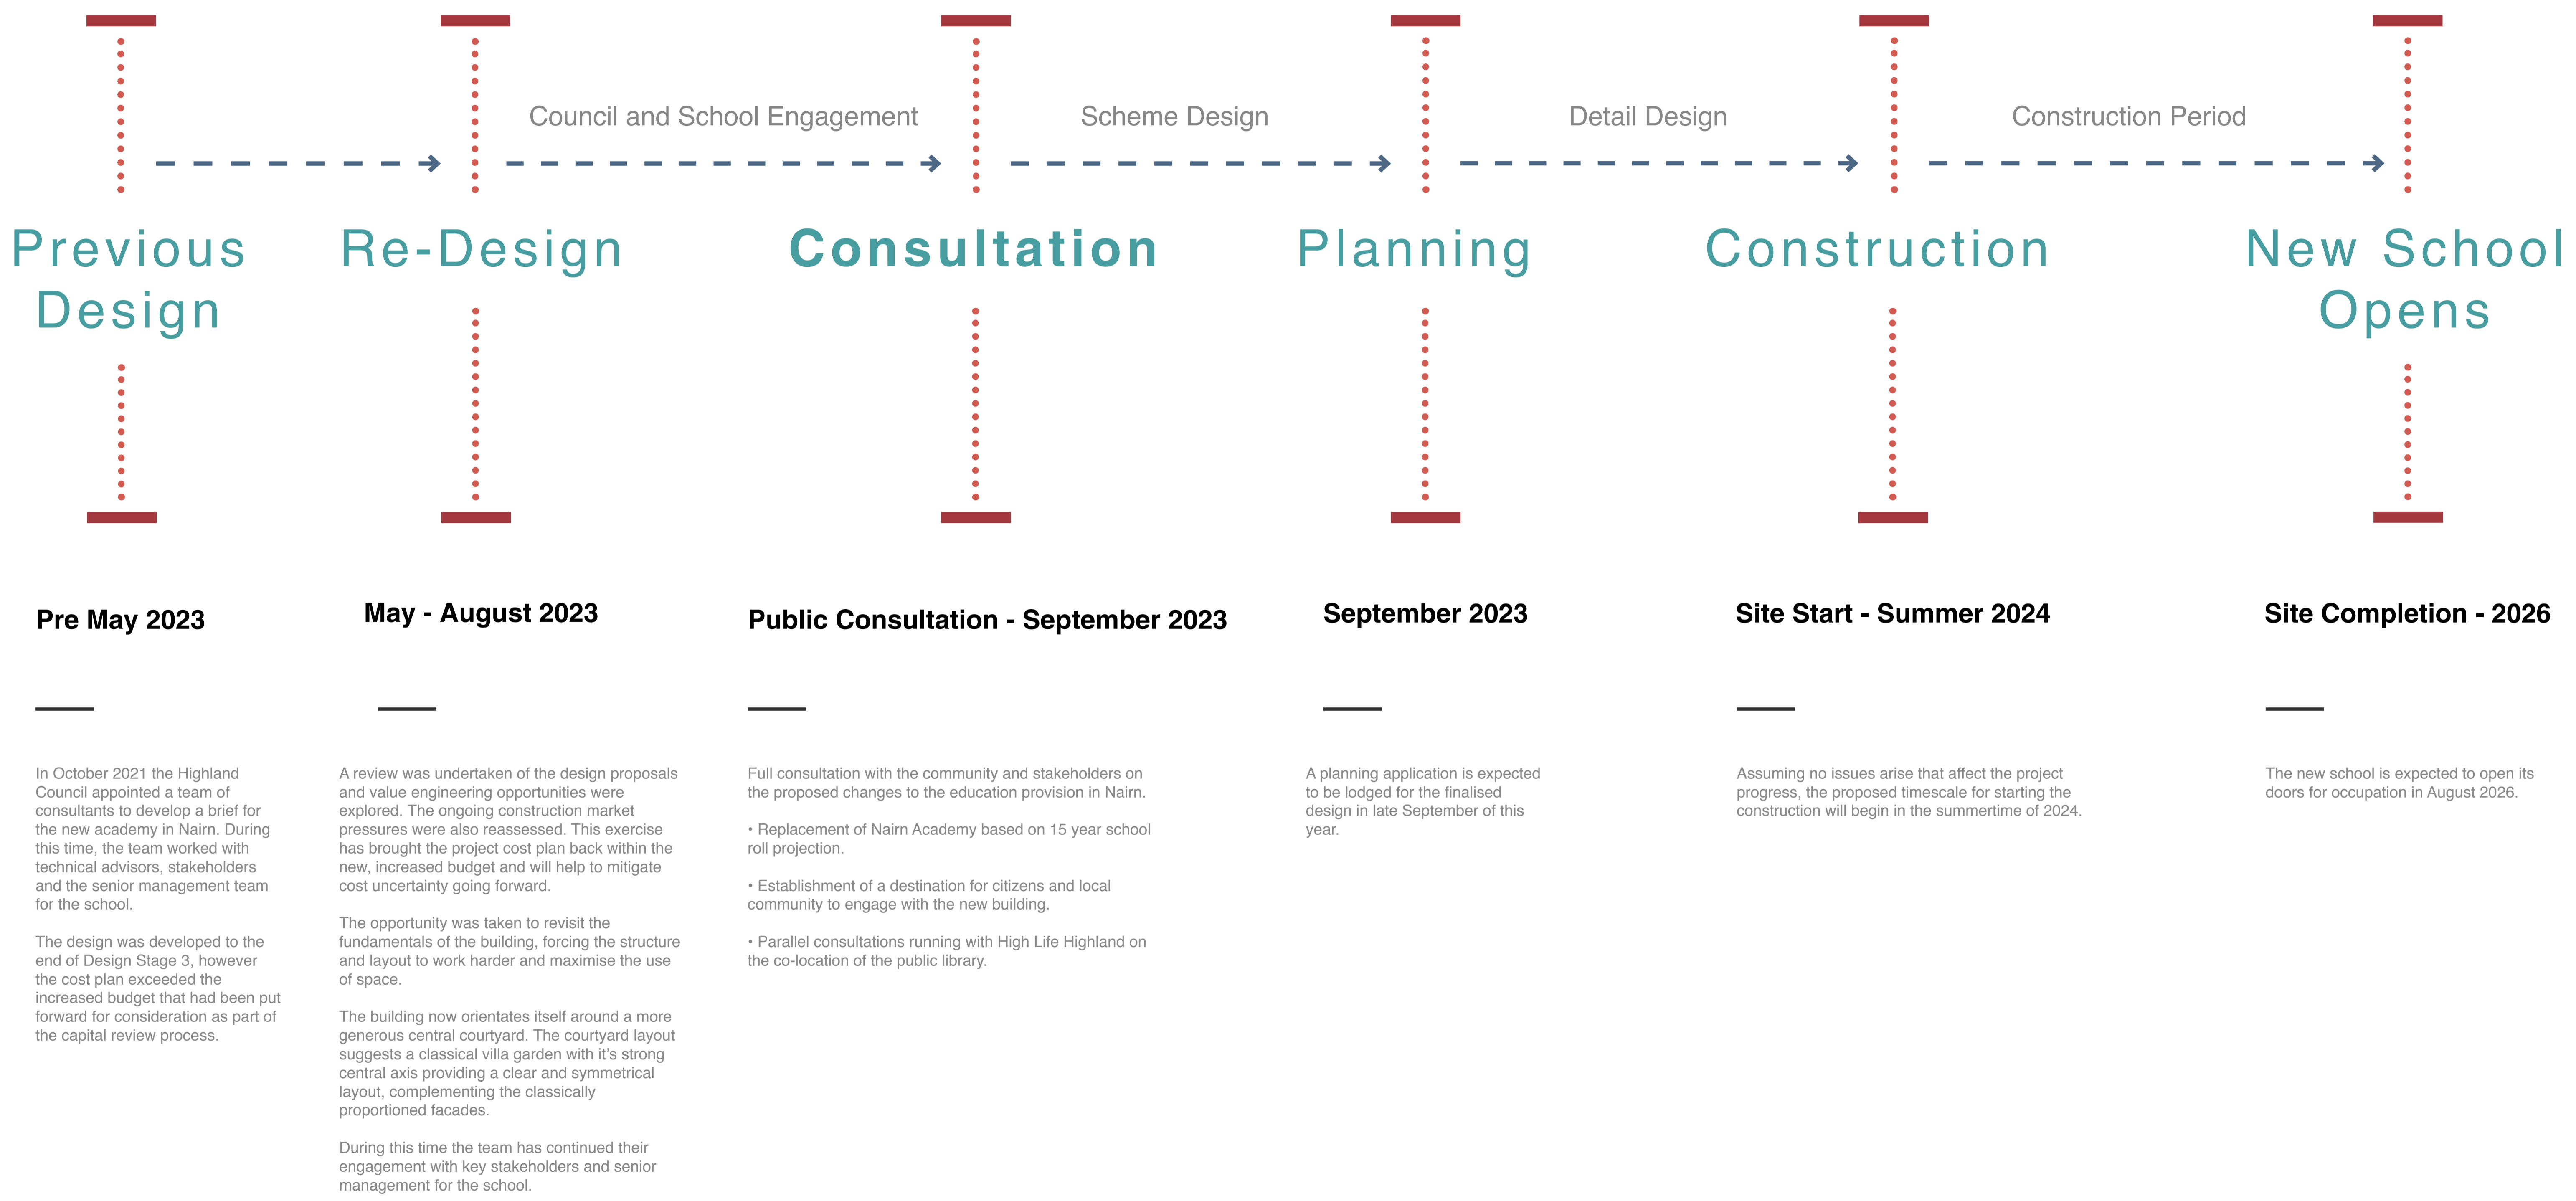 Council and School Engagement
Scheme Design
Detail Design
Construction Period
Previous
Design
Re-Design
Consultation
Planning
Construction
New School
Opens
Pre May 2023
May - August 2023
Public Consultation - September 2023
September 2023
Site Start - Summer 2024
Site Completion - 2026
In October 2021 the Highland
Council appointed a team of
consultants to develop a brief for
the new academy in Nairn. During
this time, the team worked with
technical advisors, stakeholders
and the senior management team
for the school.
The design was developed to the
end of Design Stage 3, however
the cost plan exceeded the
increased budget that had been put
forward for consideration as part of
the capital review process.
A review was undertaken of the design proposals
and value engineering opportunities were
explored. The ongoing construction market
pressures were also reassessed. This exercise
has brought the project cost plan back within the
new, increased budget and will help to mitigate
cost uncertainty going forward.
The opportunity was taken to revisit the
fundamentals of the building, forcing the structure
and layout to work harder and maximise the use
of space.
The building now orientates itself around a more
generous central courtyard. The courtyard layout
suggests a classical villa garden with it’s strong
central axis providing a clear and symmetrical
layout, complementing the classically
proportioned facades.
During this time the team has continued their
engagement with key stakeholders and senior
management for the school.
Full consultation with the community and stakeholders on
the proposed changes to the education provision in Nairn.
• Replacement of Nairn Academy based on 15 year school
roll projection.
• Establishment of a destination for citizens and local
community to engage with the new building.
• Parallel consultations running with High Life Highland on
the co-location of the public library.
A planning application is expected
to be lodged for the finalised
design in late September of this
year.
Assuming no issues arise that affect the project
progress, the proposed timescale for starting the
construction will begin in the summertime of 2024.
The new school is expected to open its
doors for occupation in August 2026.